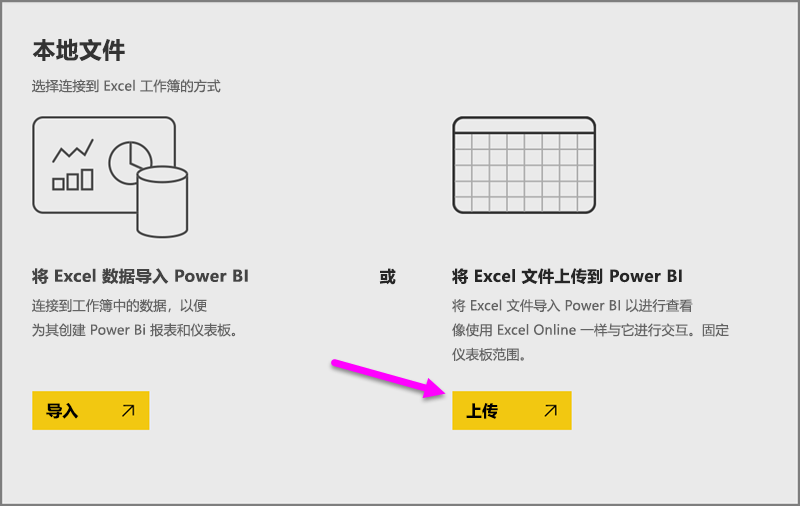 本地文件
选择连接到 Excel 工作簿的方式
将 Excel 数据导入 Power BI
连接到工作簿中的数据，以便
为其创建 Power Bi 报表和仪表板。
导入
或
将 Excel 文件上传到 Power BI
将 Excel 文件导入 Power BI 以进行查看
像使用 Excel Online 一样与它进行交互。固定
仪表板范围。
上传